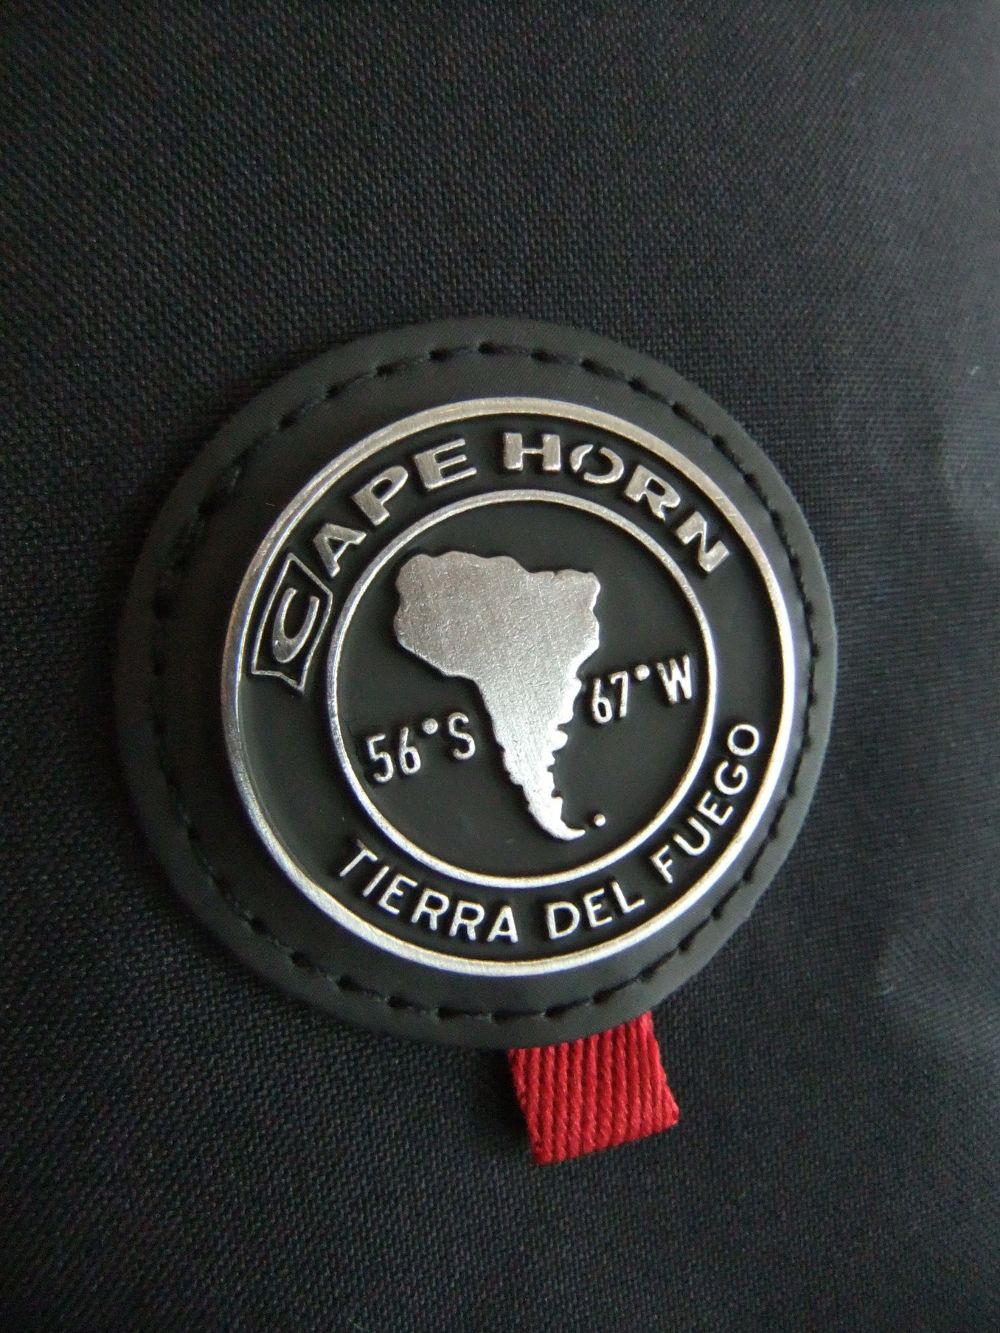 CAPE HORN
56°S
67°W
TIERRA DEL FUEGO